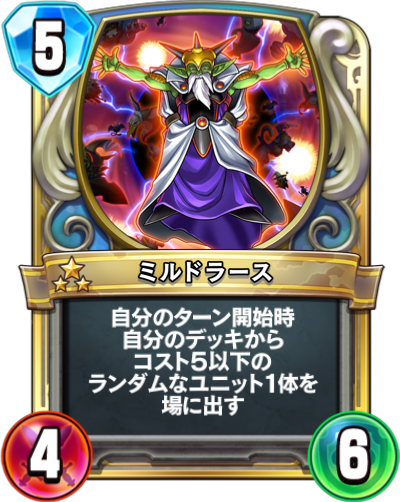 5
ミルドラース
自分のターン開始時
自分のデッキから
コスト5以下の
ランダムなユニット1体を
場に出す
4
6